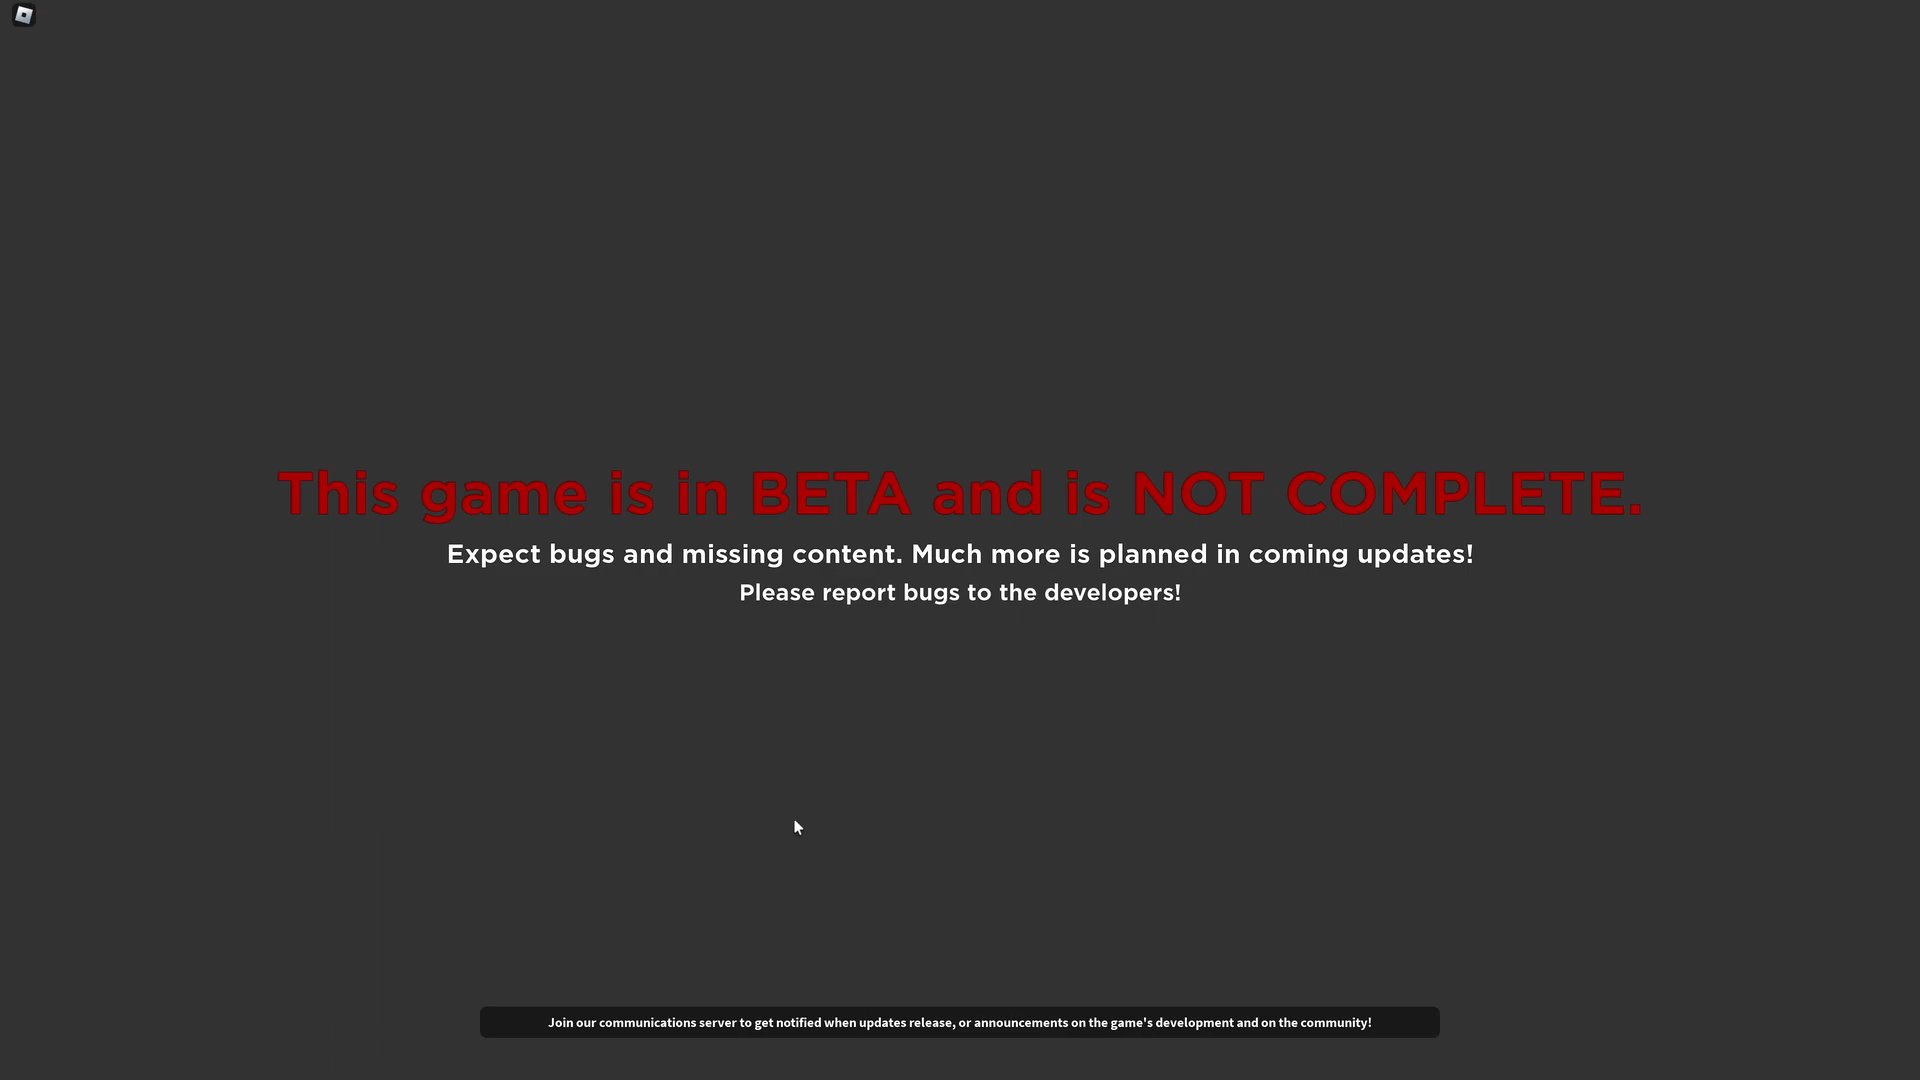 This game is in BETA and is NOT COMPLETE.
Expect bugs and missing content. Much more is planned in coming updates!
Please report bugs to the developers!
Join our communications server to get notified when updates release, or announcements on the game's development and on the community!